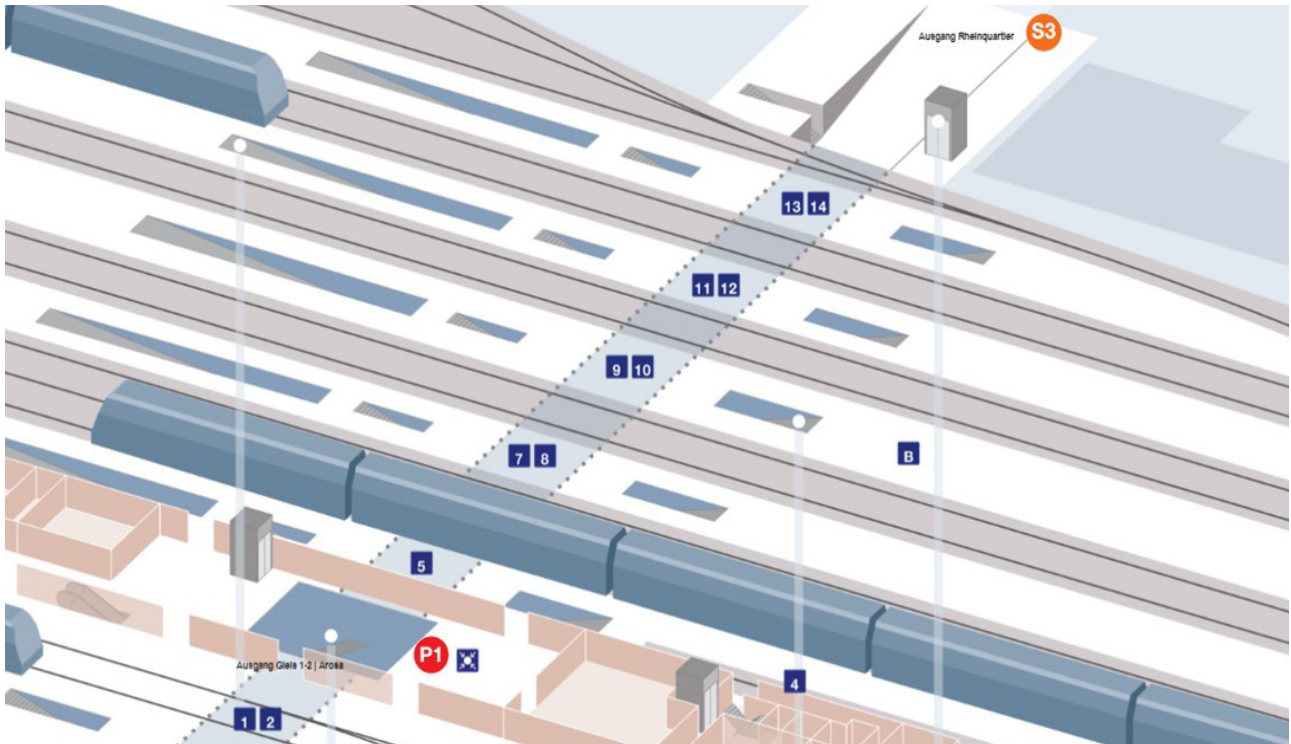 Ausgang Rheinquartier
S3
13 14
11 12
9 10
7 8
B
5
P1
Ausgang Gleis 1-2 | Arosa
4
1 2